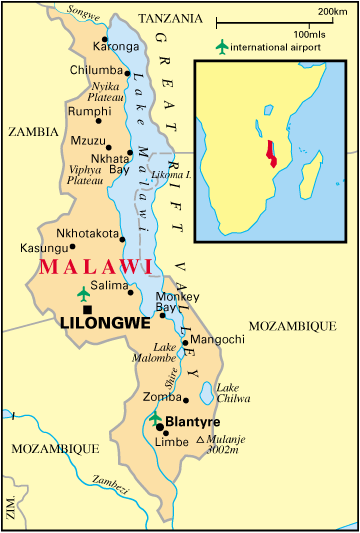 Songwe
TANZANIA
200km
100mls
international airport
Karonga
GREAT RIFT VALLEY
Chilumba
Lake Malawi
Nyika
Plateau
Rumphi
ZAMBIA
Mzuzu
Nkhata
Bay
Viphya
Plateau
Likoma I.
Nkhotakota
Kasungu
MALAWI
Salima
Monkey
Bay
LILONGWE
MOZAMBIQUE
Mangochi
Lake
Malombe
Shire
Lake
Chilwa
Zomba
Blantyre
Limbe
Mulanje
3002m
MOZAMBIQUE
Zambezi
ZIM.